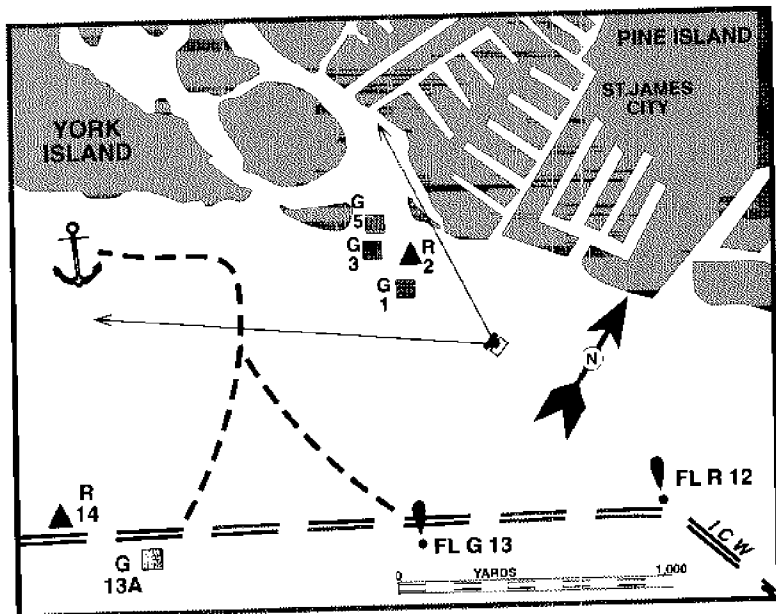 PINE ISLAND
ST. JAMES
CITY
YORK
ISLAND
G
5
G
3
R
2
G
1
N
FL R 12
R
14
FL G 13
ICW
G
13A
0
YARDS
1,000